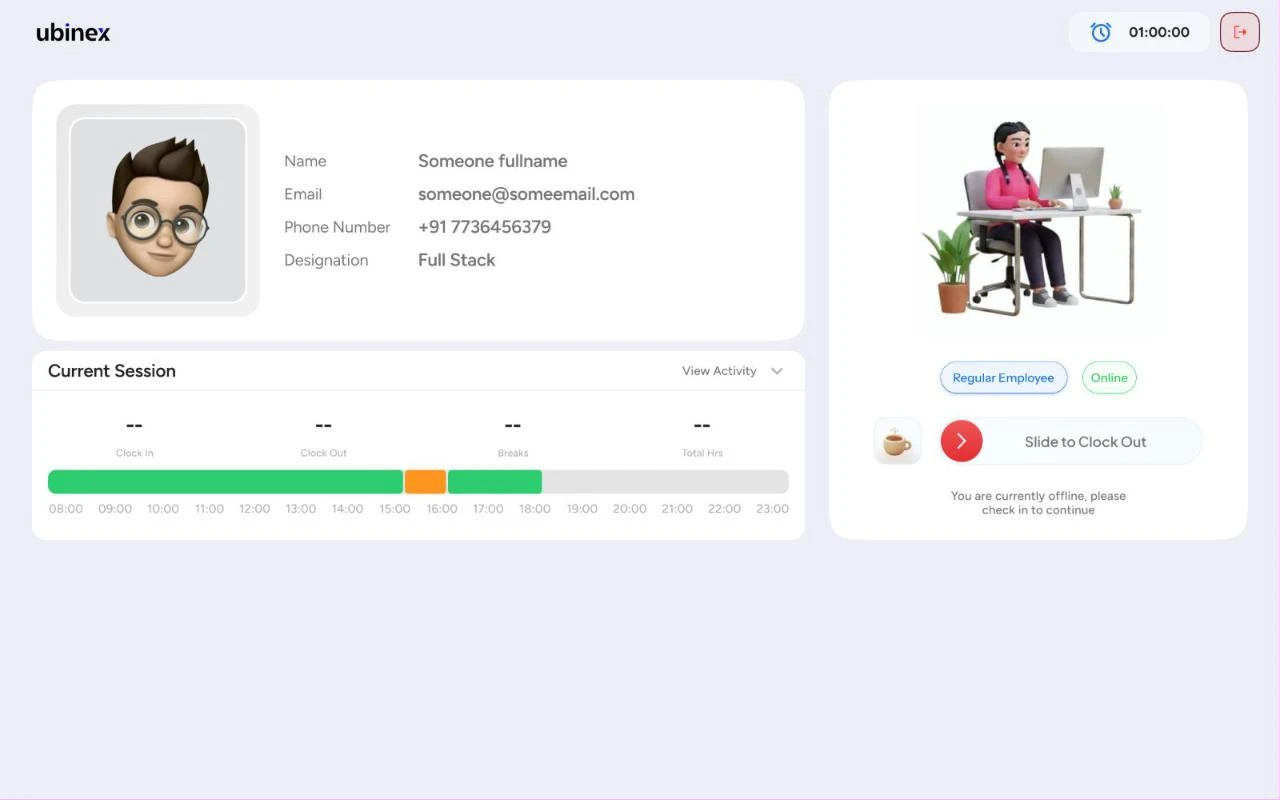 ubinex
01:00:00
Name Someone fullname
Email someone@someemail.com
Phone Number +91 7736456379
Designation Full Stack
Current Session View Activity
-- -- -- --
Clock In Clock Out Breaks Total Hrs
08:00 09:00 10:00 11:00 12:00 13:00 14:00 15:00 16:00 17:00 18:00 19:00 20:00 21:00 22:00 23:00
Regular Employee Online
Slide to Clock Out
You are currently offline, please
check in to continue